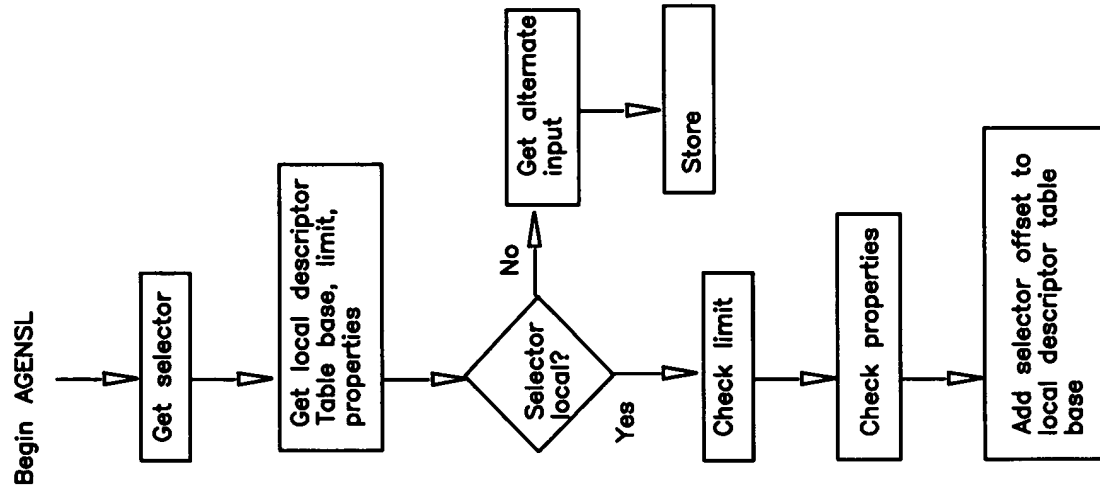 Begin AGENSL
Get selector
Get local descriptor
Table base, limit,
properties
Selector
local?
No
Get alternate
input
Store
Yes
Check limit
Check properties
Add selector offset to
local descriptor table
base